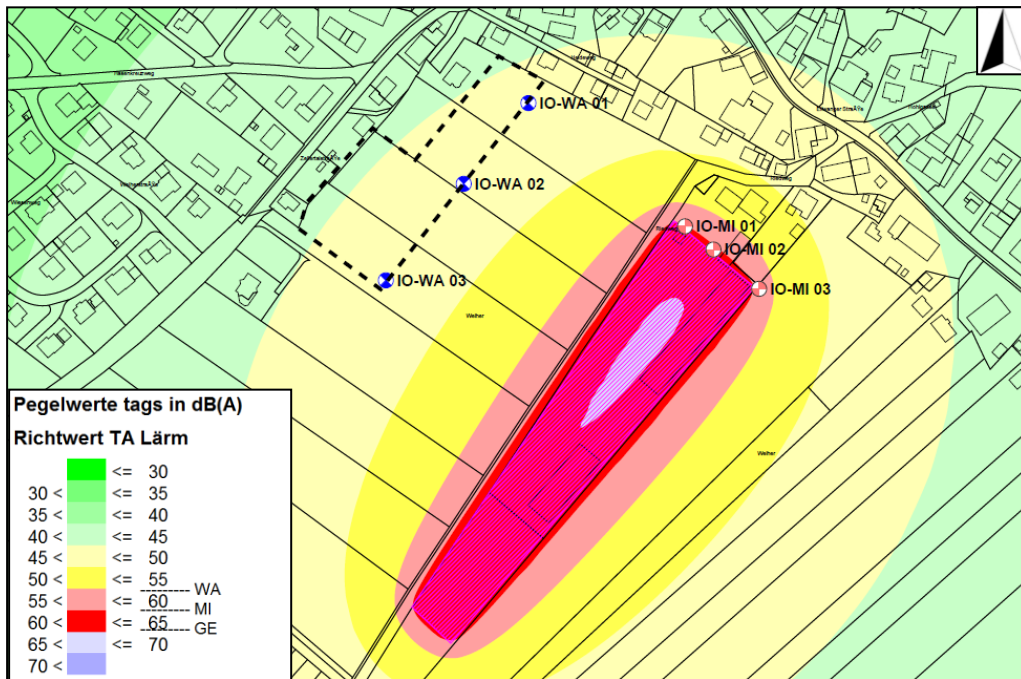 Heideweg
IO-WA 01
IO-WA 02
IO-WA 03
Riedweg
IO-MI 01
IO-MI 02
IO-MI 03
Weiher
Weiher
Pegelwerte tags in dB(A)
Richtwert TA Lärm
<= 30
30 < <= 35
35 < <= 40
40 < <= 45
45 < <= 50
50 < <= 55
-------- WA
55 < <= 60
-------- MI
60 < <= 65
-------- GE
65 < <= 70
70 <